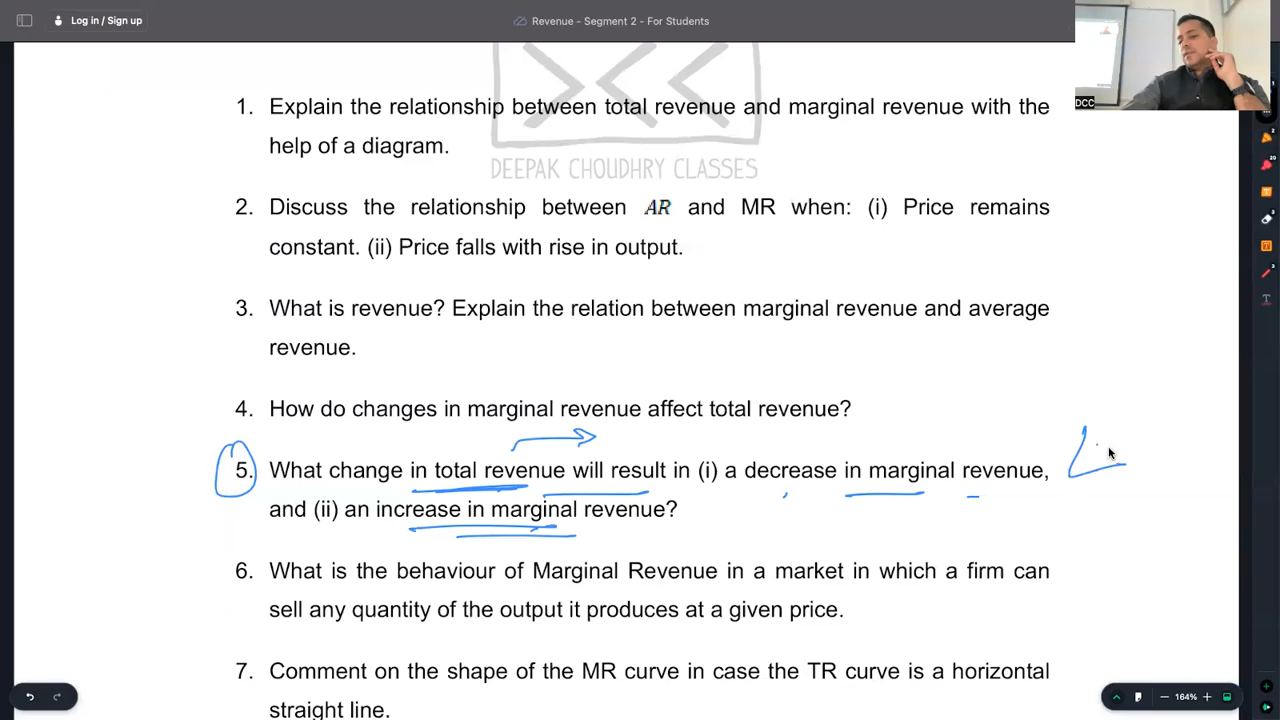 Log in / Sign up
Revenue - Segment 2 - For Students
DCC
1. Explain the relationship between total revenue and marginal revenue with the
help of a diagram.
DEEPAK CHOUDHRY CLASSES
2. Discuss the relationship between AR and MR when: (i) Price remains
constant. (ii) Price falls with rise in output.
3. What is revenue? Explain the relation between marginal revenue and average
revenue.
4. How do changes in marginal revenue affect total revenue?
5. What change in total revenue will result in (i) a decrease in marginal revenue,
and (ii) an increase in marginal revenue?
6. What is the behaviour of Marginal Revenue in a market in which a firm can
sell any quantity of the output it produces at a given price.
7. Comment on the shape of the MR curve in case the TR curve is a horizontal
straight line.
164%